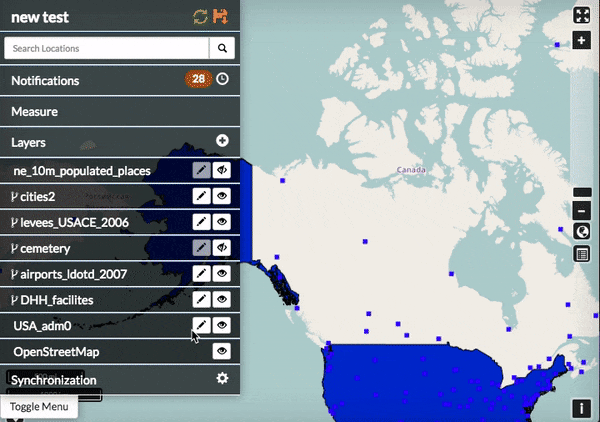 new test
Search Locations
Notifications 28
Measure
Layers
ne_10m_populated_places
cities2
levees_USACE_2006
cemetery
airports_ldotd_2007
DHH_facilites
USA_adm0
OpenStreetMap
Synchronization
Toggle Menu
Canada